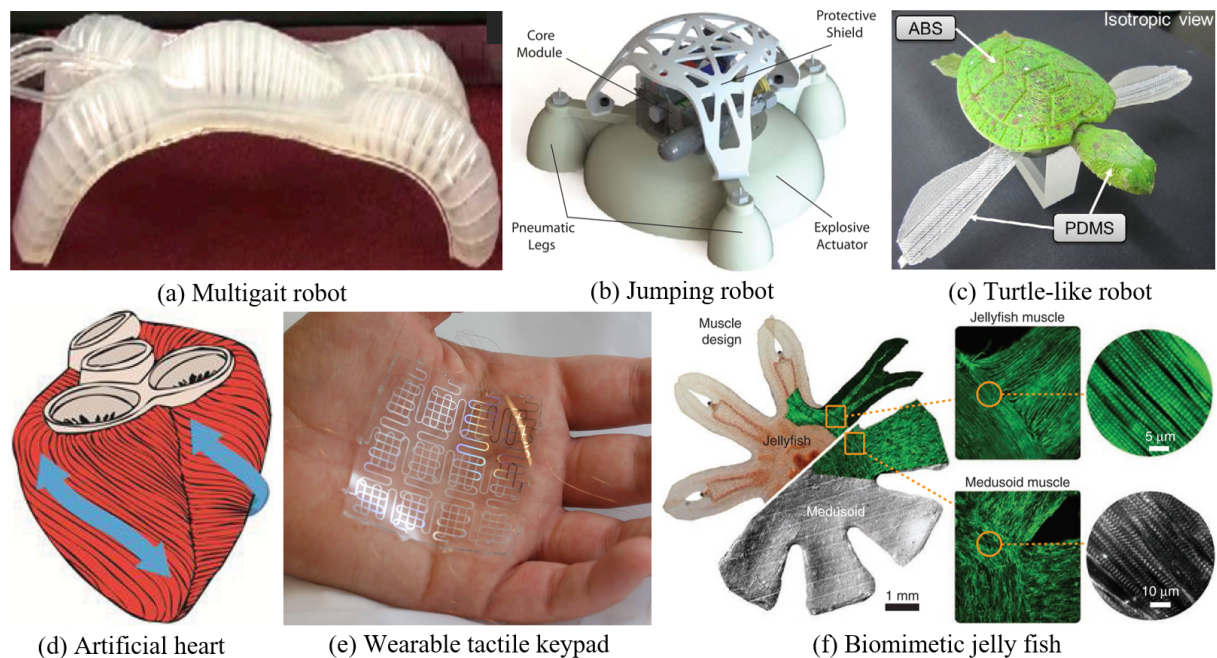 Core
Module
Protective
Shield
Pneumatic
Legs
Explosive
Actuator
Isotropic view
ABS
PDMS
(a) Multigait robot
(b) Jumping robot
(c) Turtle-like robot
Muscle
design
Jellyfish
Medusoid
1 mm
Jellyfish muscle
5 μm
Medusoid muscle
10 μm
(d) Artificial heart
(e) Wearable tactile keypad
(f) Biomimetic jelly fish